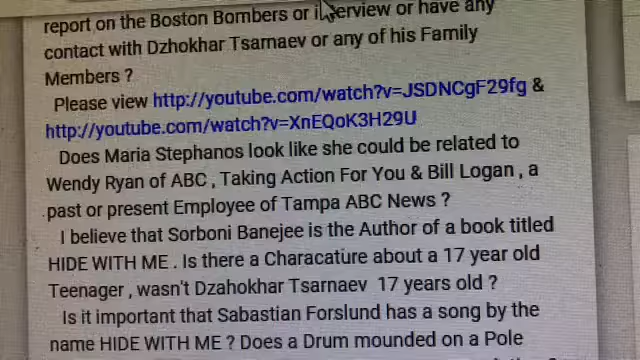 report on the Boston Bombers or interview or have any
contact with Dzhokhar Tsarnaev or any of his Family
Members ?
Please view http://youtube.com/watch?v=JSDNCgF29fg &
http://youtube.com/watch?v=XnEQoK3H29U
Does Maria Stephanos look like she could be related to
Wendy Ryan of ABC , Taking Action For You & Bill Logan , a
past or present Employee of Tampa ABC News ?
I believe that Sorboni Banejee is the Author of a book titled
HIDE WITH ME . Is there a Characature about a 17 year old
Teenager , wasn't Dzahokhar Tsarnaev 17 years old ?
Is it important that Sabastian Forslund has a song by the
name HIDE WITH ME ? Does a Drum mounded on a Pole